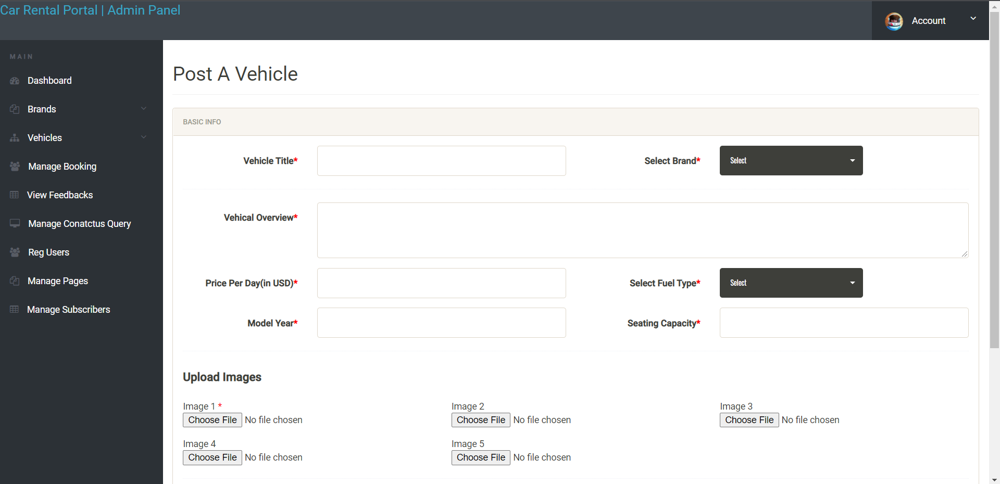 Car Rental Portal | Admin Panel
Account
MAIN
Dashboard
Brands
Vehicles
Manage Booking
View Feedbacks
Manage Conatctus Query
Reg Users
Manage Pages
Manage Subscribers
Post A Vehicle
BASIC INFO
Vehicle Title*
Select Brand* Select
Vehical Overview*
Price Per Day(in USD)*
Select Fuel Type* Select
Model Year*
Seating Capacity*
Upload Images
Image 1 *
Choose File No file chosen
Image 2
Choose File No file chosen
Image 3
Choose File No file chosen
Image 4
Choose File No file chosen
Image 5
Choose File No file chosen